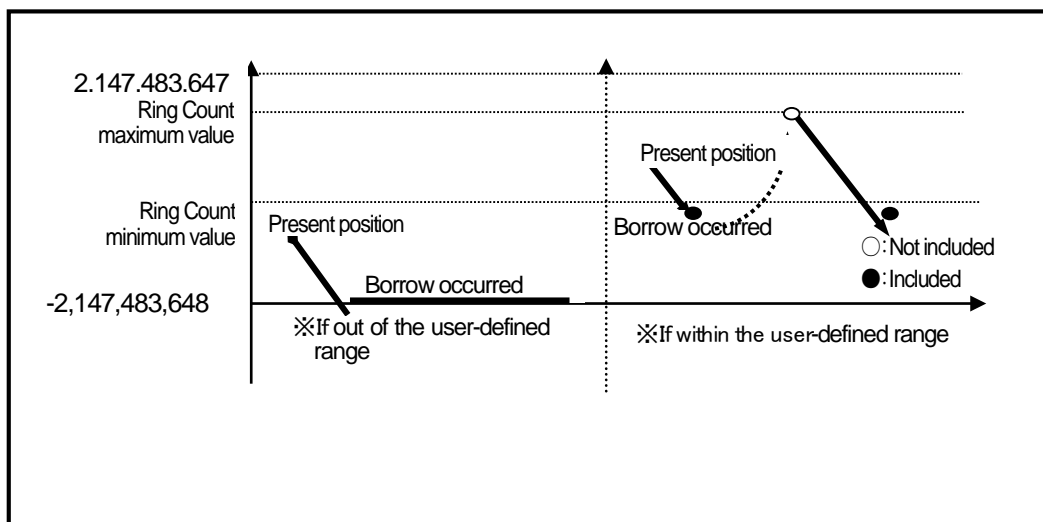 2.147.483.647
Ring Count
maximum value
Present position
Ring Count
minimum value
Present position
Borrow occurred
○: Not included
●: Included
Borrow occurred
-2,147,483,648
※If out of the user-defined
range
※If within the user-defined range